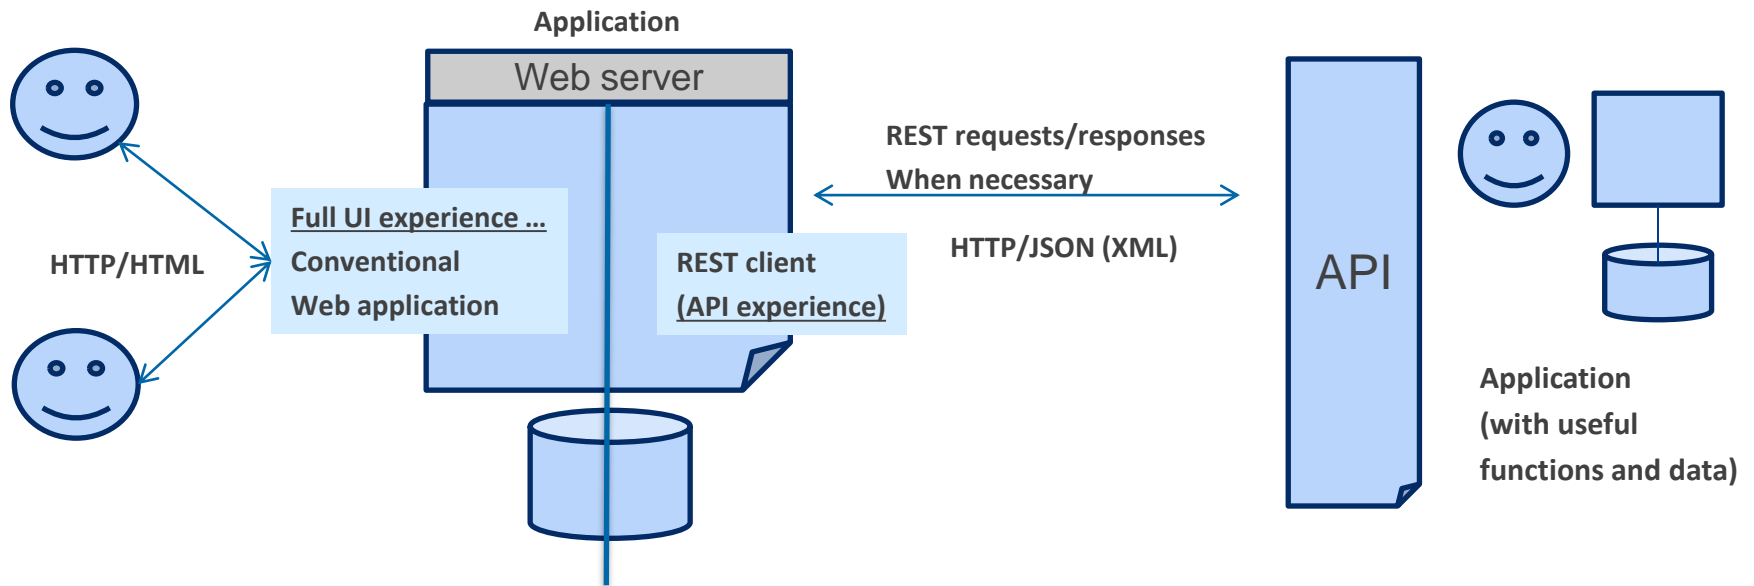 Application
Web server
HTTP/HTML
Full UI experience …
Conventional
Web application
REST client
(API experience)
REST requests/responses
When necessary
HTTP/JSON (XML)
API
Application
(with useful
functions and data)